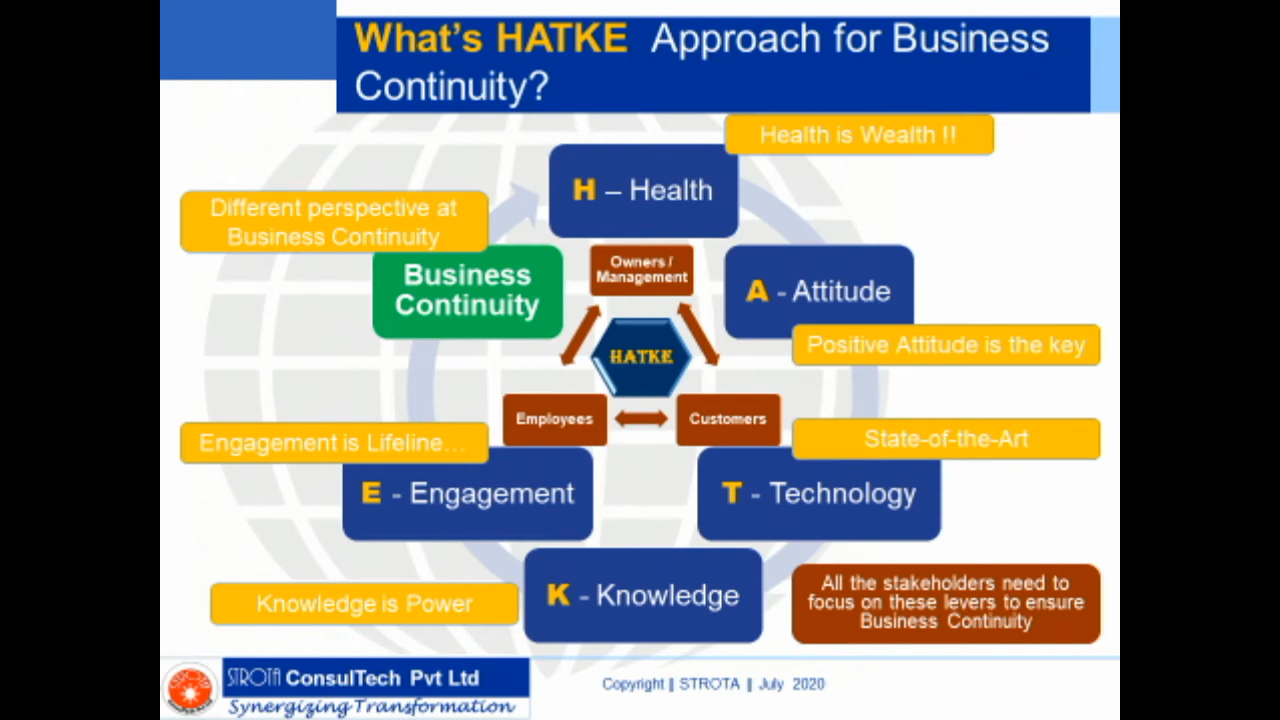 What's HATKE Approach for Business
Continuity?
Health is Wealth !!
H – Health
Different perspective at
Business Continuity
Business
Continuity
Owners /
Management
A - Attitude
Positive Attitude is the key
HATKE
Employees
Customers
State-of-the-Art
Engagement is Lifeline...
E - Engagement
T - Technology
K - Knowledge
Knowledge is Power
All the stakeholders need to
focus on these levers to ensure
Business Continuity
STROTA ConsulTech Pvt Ltd
Synergizing Transformation
Copyright || STROTA || July 2020